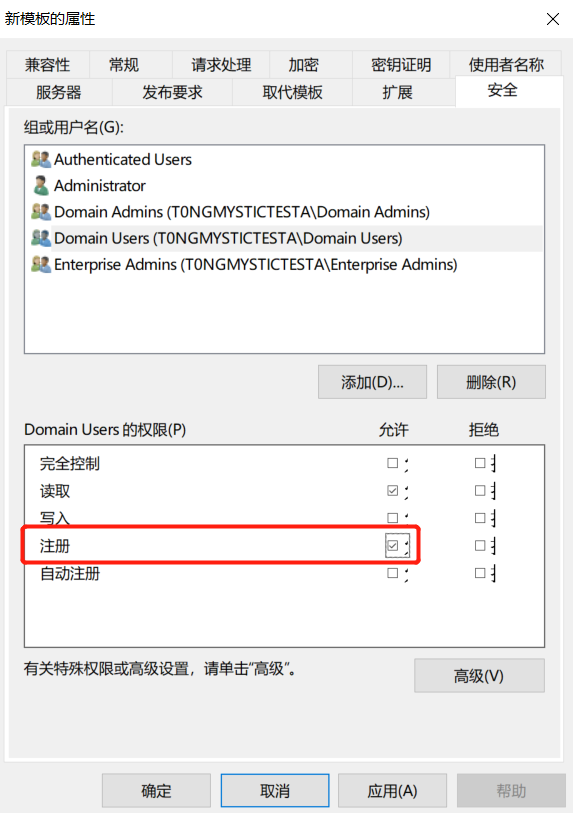 新模板的属性
兼容性 常规 请求处理 加密 密钥证明 使用者名称
服务器 发布要求 取代模板 扩展 安全
组或用户名(G):
Authenticated Users
Administrator
Domain Admins (T0NGMYSTICTESTA\Domain Admins)
Domain Users (T0NGMYSTICTESTA\Domain Users)
Enterprise Admins (T0NGMYSTICTESTA\Enterprise Admins)
添加(D)... 删除(R)
Domain Users 的权限(P) 允许 拒绝
完全控制
读取
写入
注册
自动注册
有关特殊权限或高级设置，请单击"高级"。
高级(V)
确定 取消 应用(A) 帮助